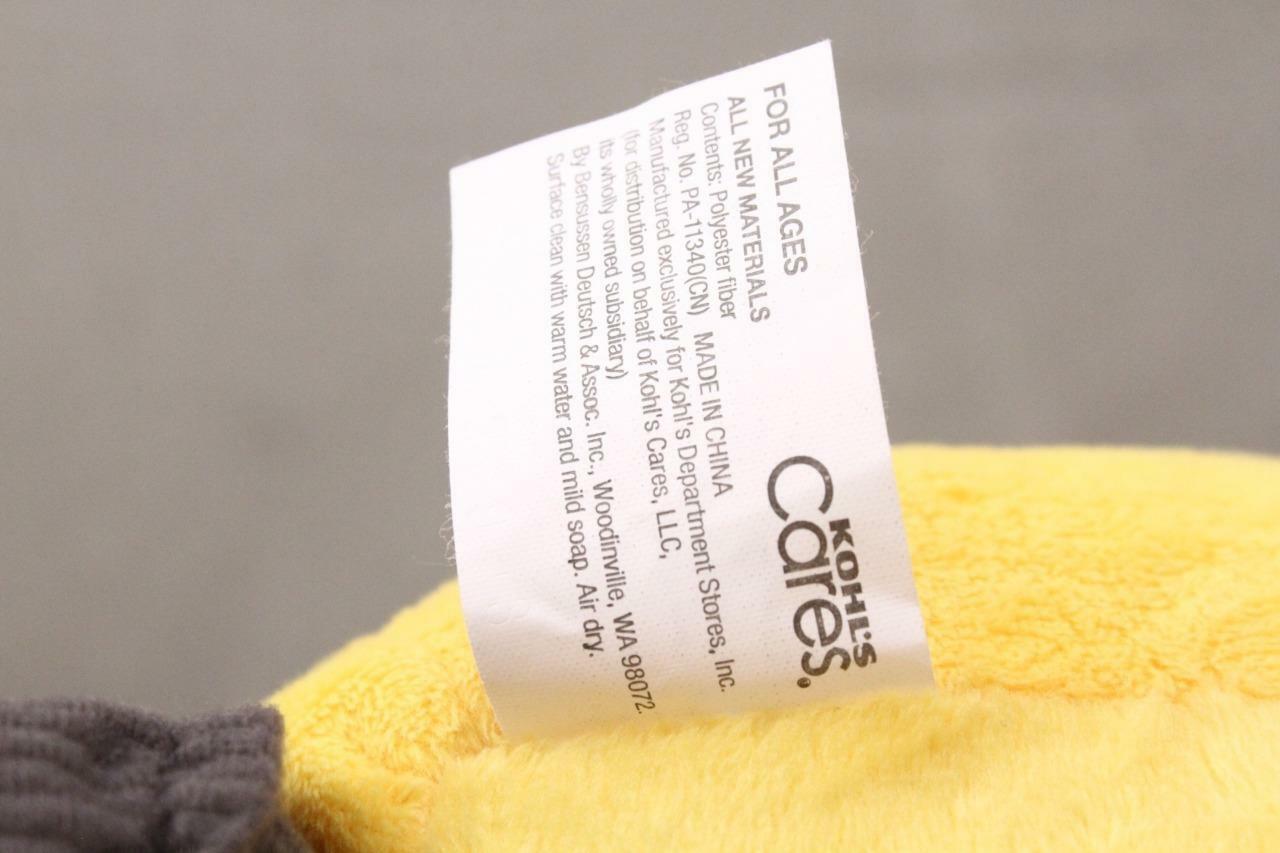 FOR ALL AGES
ALL NEW MATERIALS
Contents: Polyester fiber
Reg. No. PA-11340(CN) MADE IN CHINA
Manufactured exclusively for Kohl's Department Stores, Inc.
(for distribution on behalf of Kohl's Cares, LLC,
its wholly owned subsidiary)
By Bensussen Deutsch & Assoc. Inc., Woodinville, WA 98072.
Surface clean with warm water and mild soap. Air dry.
KOHL'S
Cares.